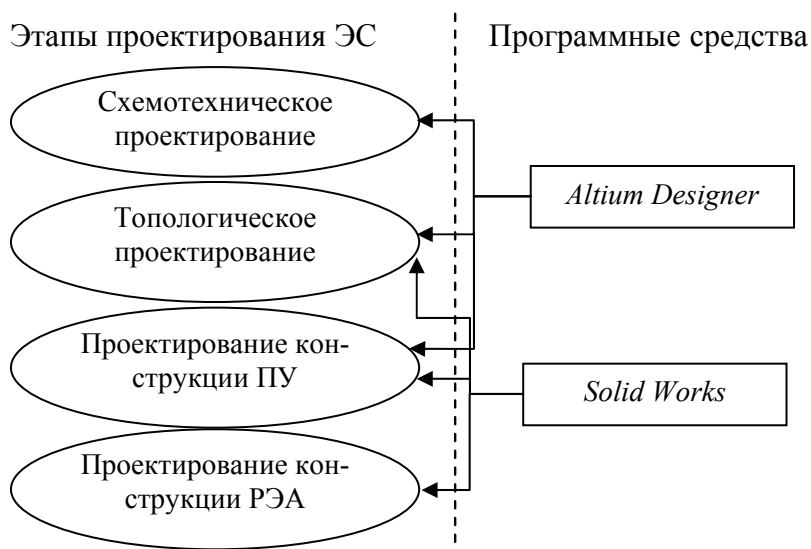 Этапы проектирования ЭС
Программные средства
Схемотехническое
проектирование
Altium Designer
Топологическое
проектирование
Проектирование кон-
струкции ПУ
Solid Works
Проектирование кон-
струкции РЭА